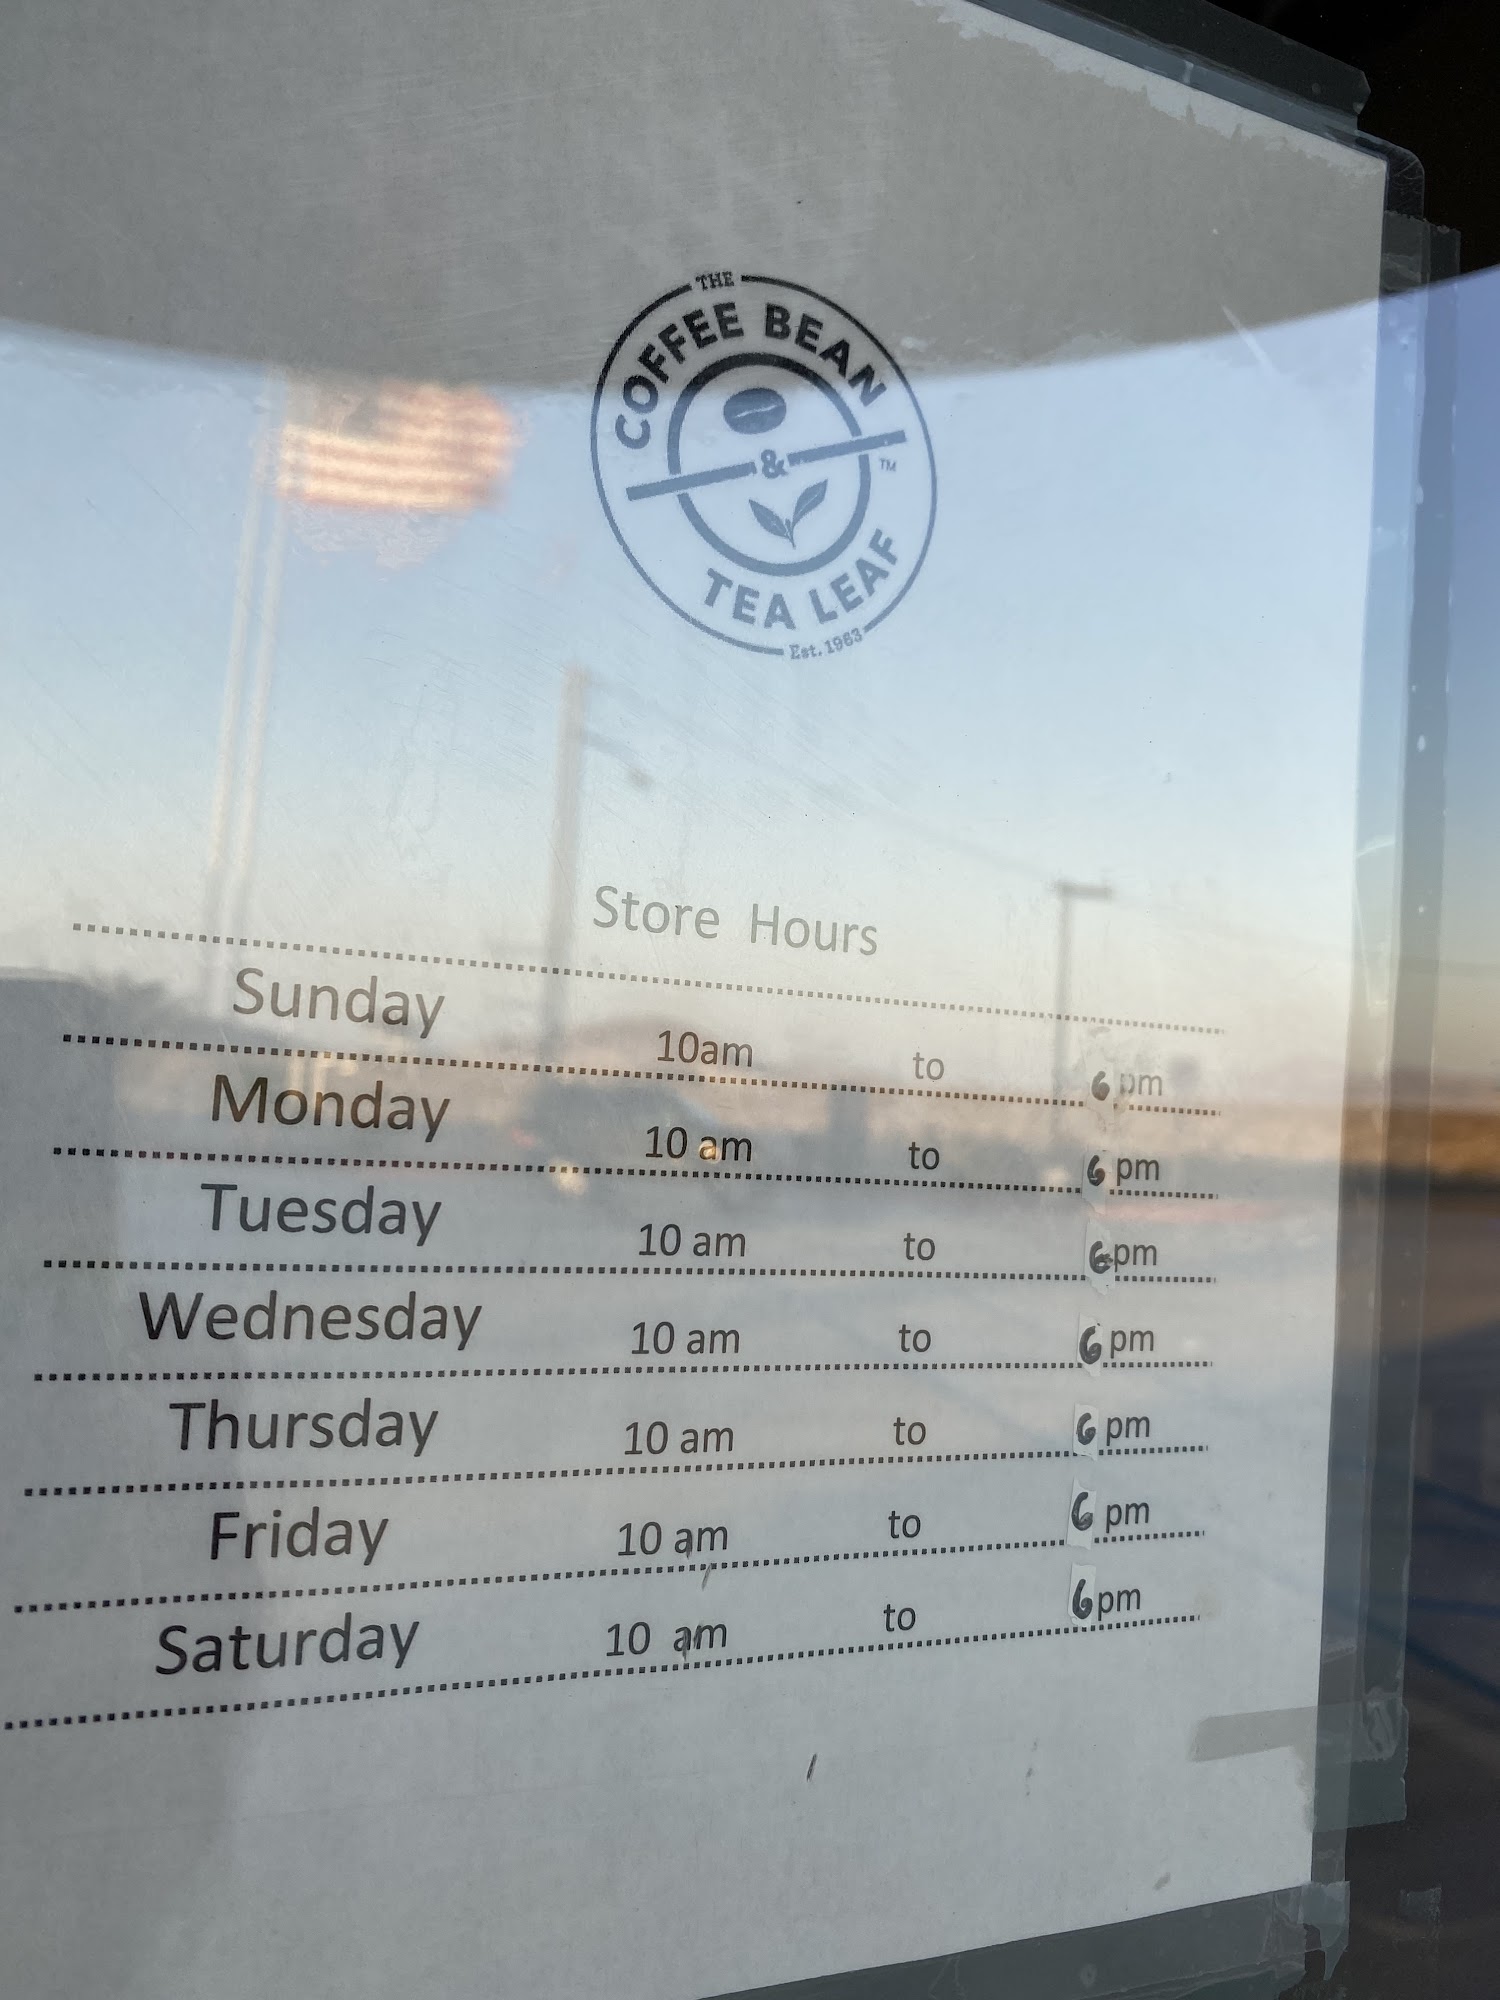 THE
COFFEE BEAN
&
TEA LEAF
TM
Est. 1963
Store Hours
Sunday 10am to 6 pm
Monday 10 am to 6 pm
Tuesday 10 am to 6pm
Wednesday 10 am to 6 pm
Thursday 10 am to 6 pm
Friday 10 am to 6 pm
Saturday 10 am to 6pm